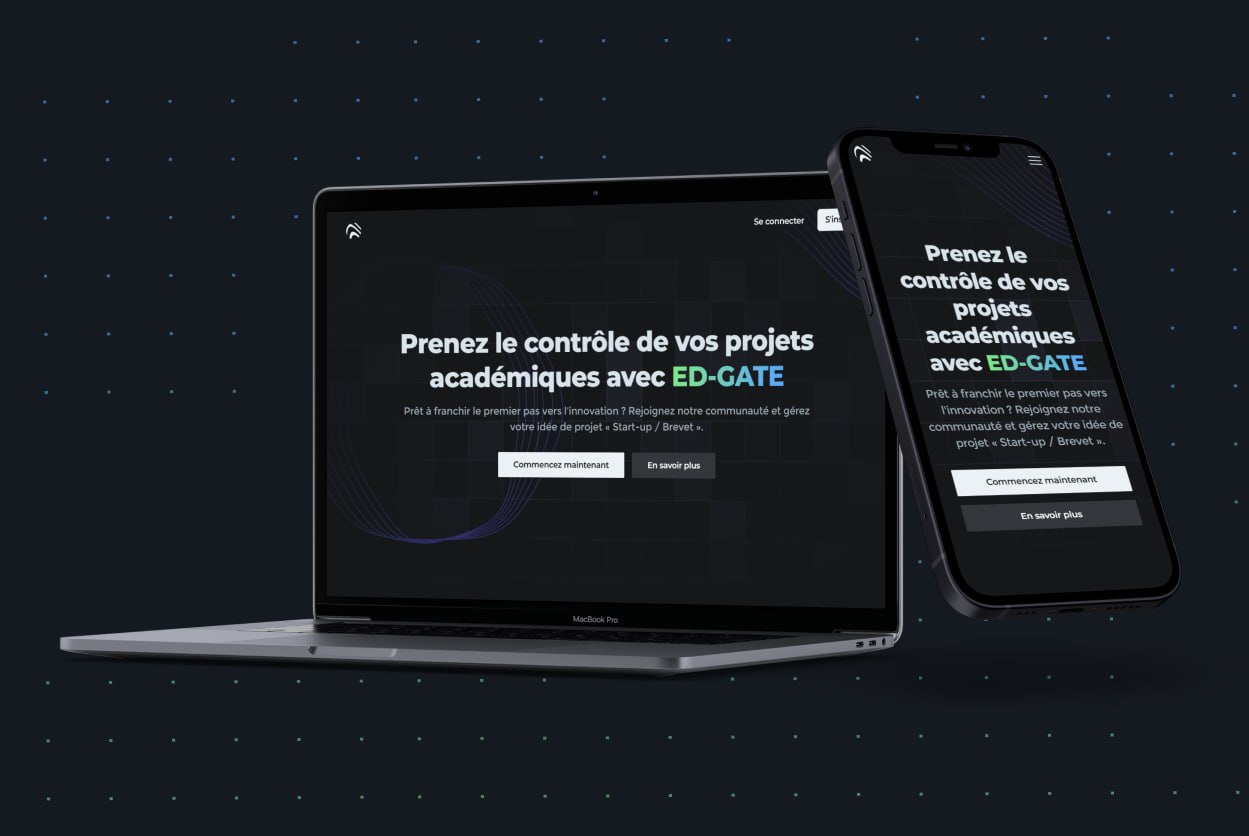 Se connecter
Prenez le contrôle de vos projets
académiques avec ED-GATE
Prêt à franchir le premier pas vers l'innovation ? Rejoignez notre communauté et gérez
votre idée de projet « Start-up / Brevet ».
Commencez maintenant
En savoir plus
MacBook Pro
Prenez le
contrôle de vos
projets
académiques
avec ED-GATE
Prêt à franchir le premier pas vers
l'innovation ? Rejoignez notre
communauté et gérez votre idée de
projet « Start-up / Brevet ».
Commencez maintenant
En savoir plus